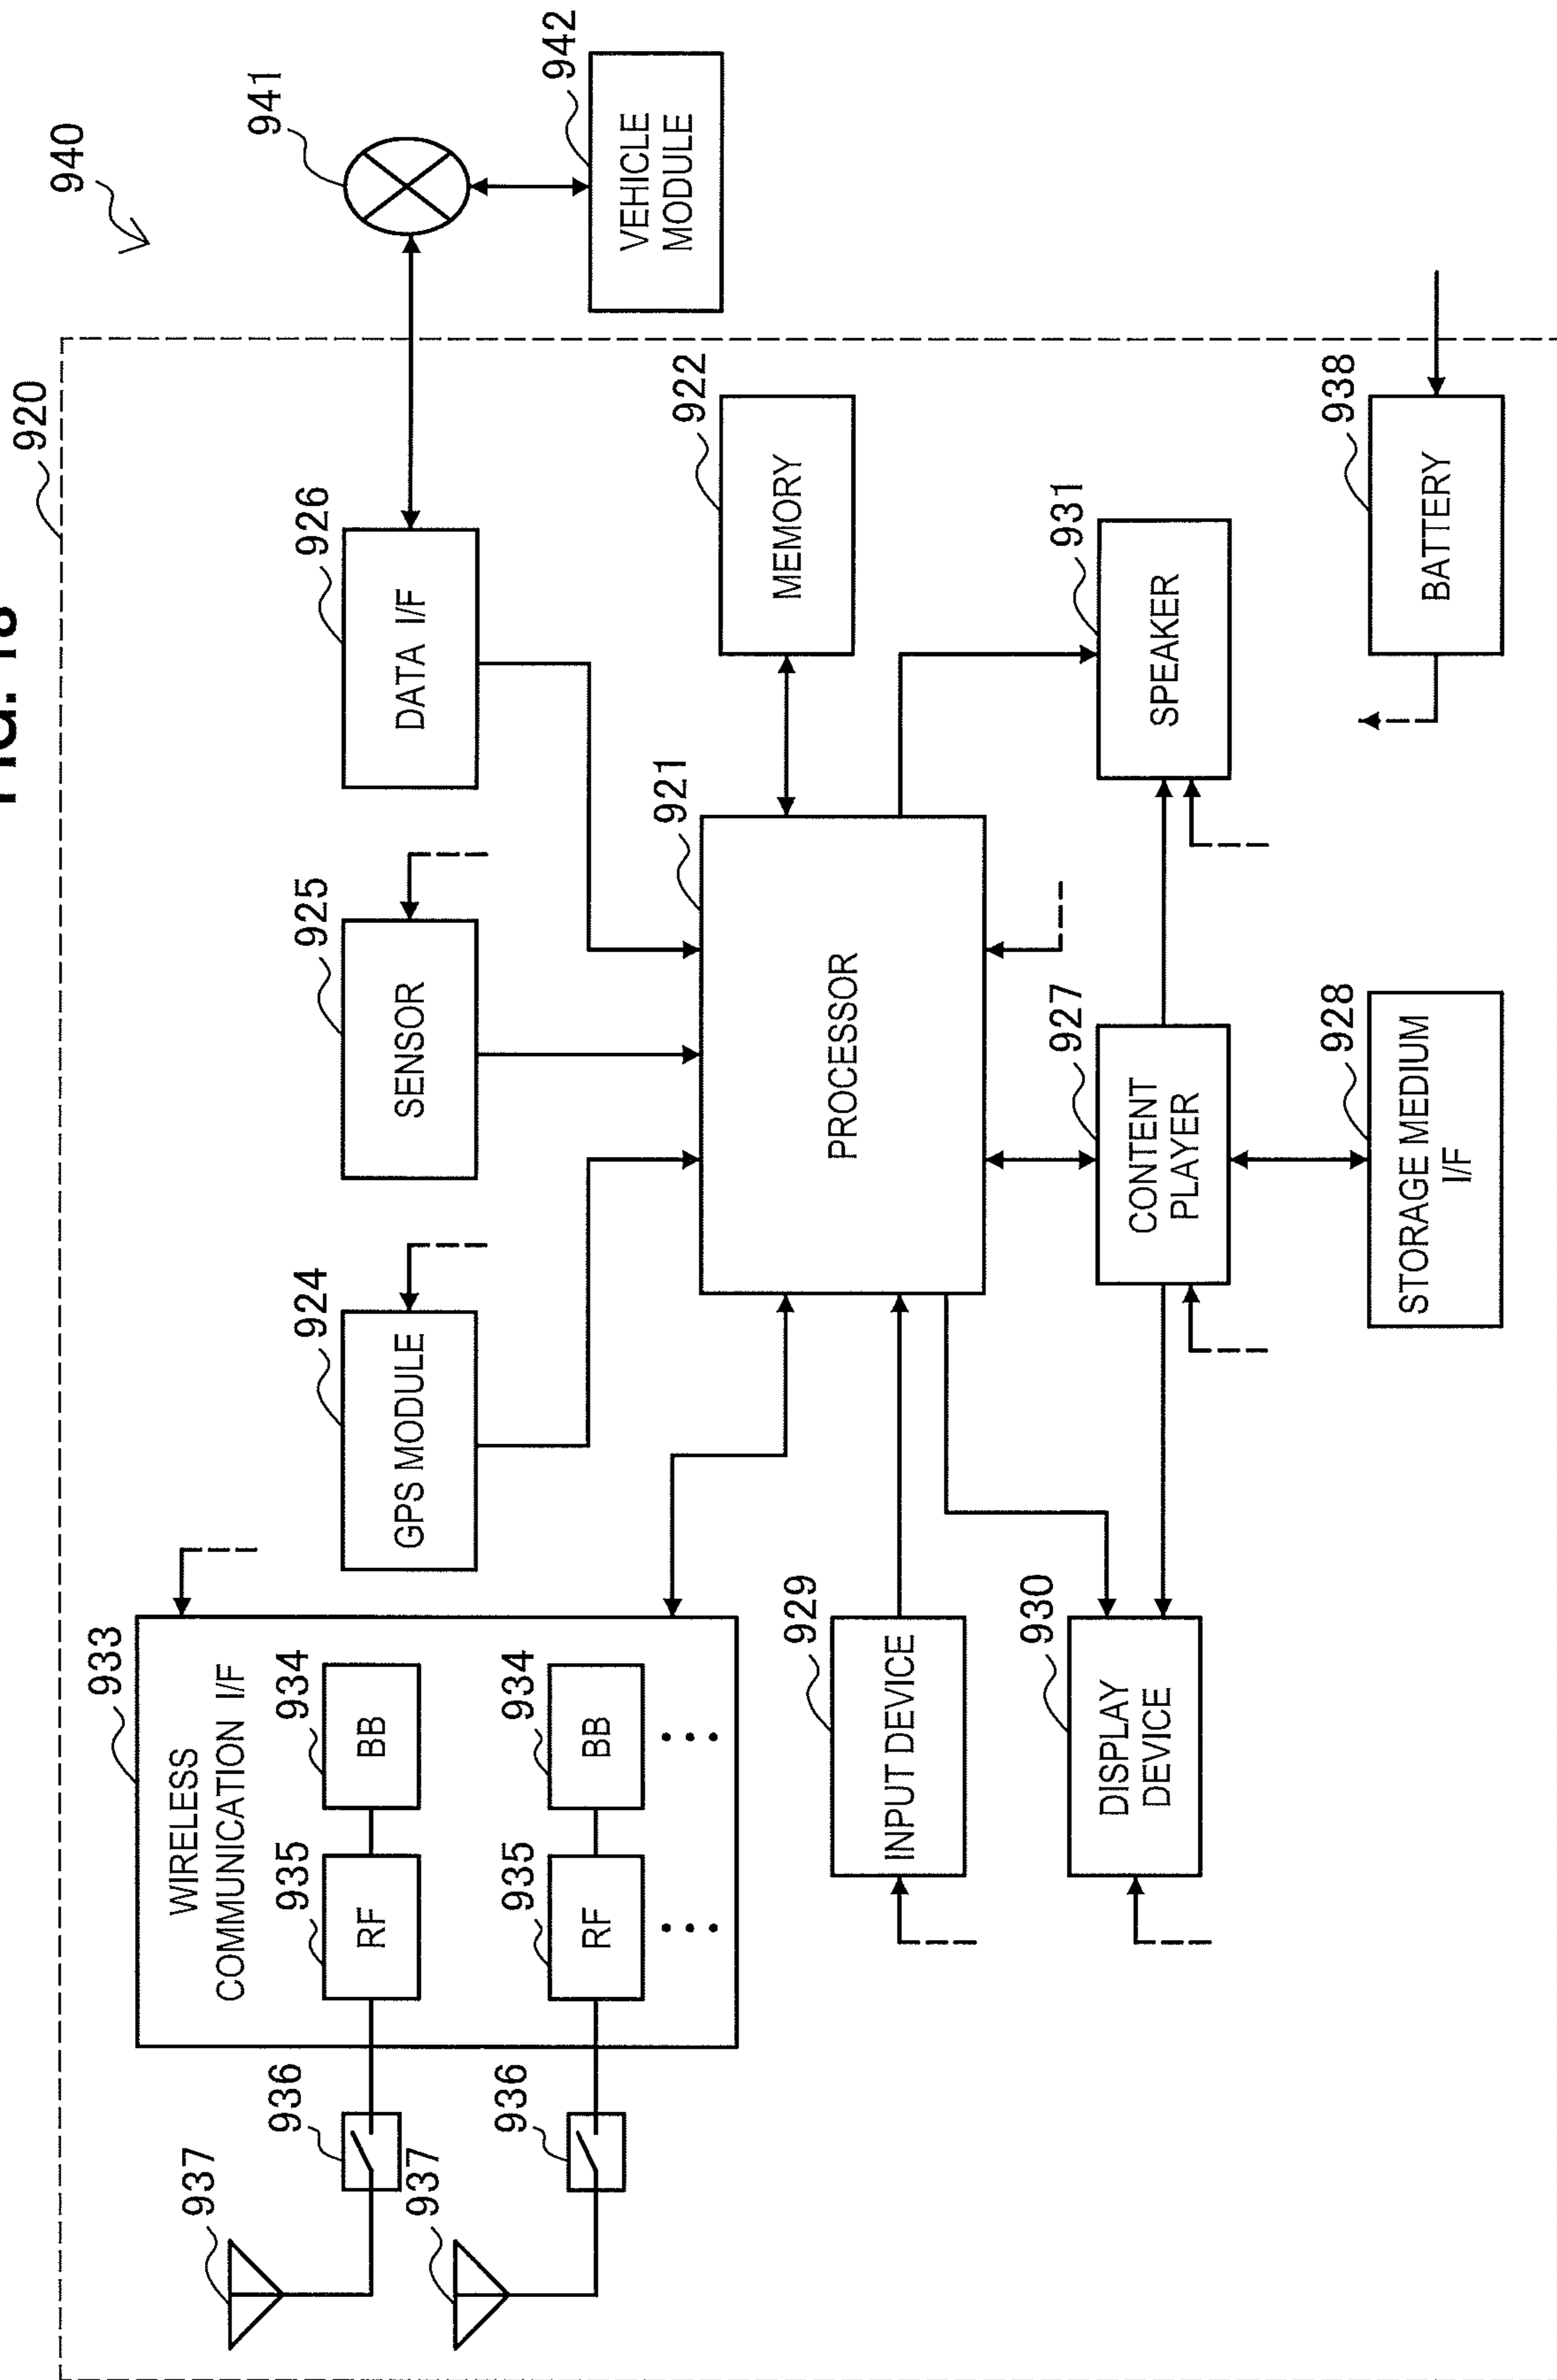 FIG.
920
940
933
WIRELESS
COMMUNICATION I/F
937
936
935
934
RF
BB
937
936
935
934
RF
BB
924
GPS MODULE
925
SENSOR
926
DATA I/F
941
942
VEHICLE
MODULE
921
PROCESSOR
922
MEMORY
929
INPUT DEVICE
930
DISPLAY
DEVICE
927
CONTENT
PLAYER
931
SPEAKER
928
STORAGE MEDIUM
I/F
938
BATTERY